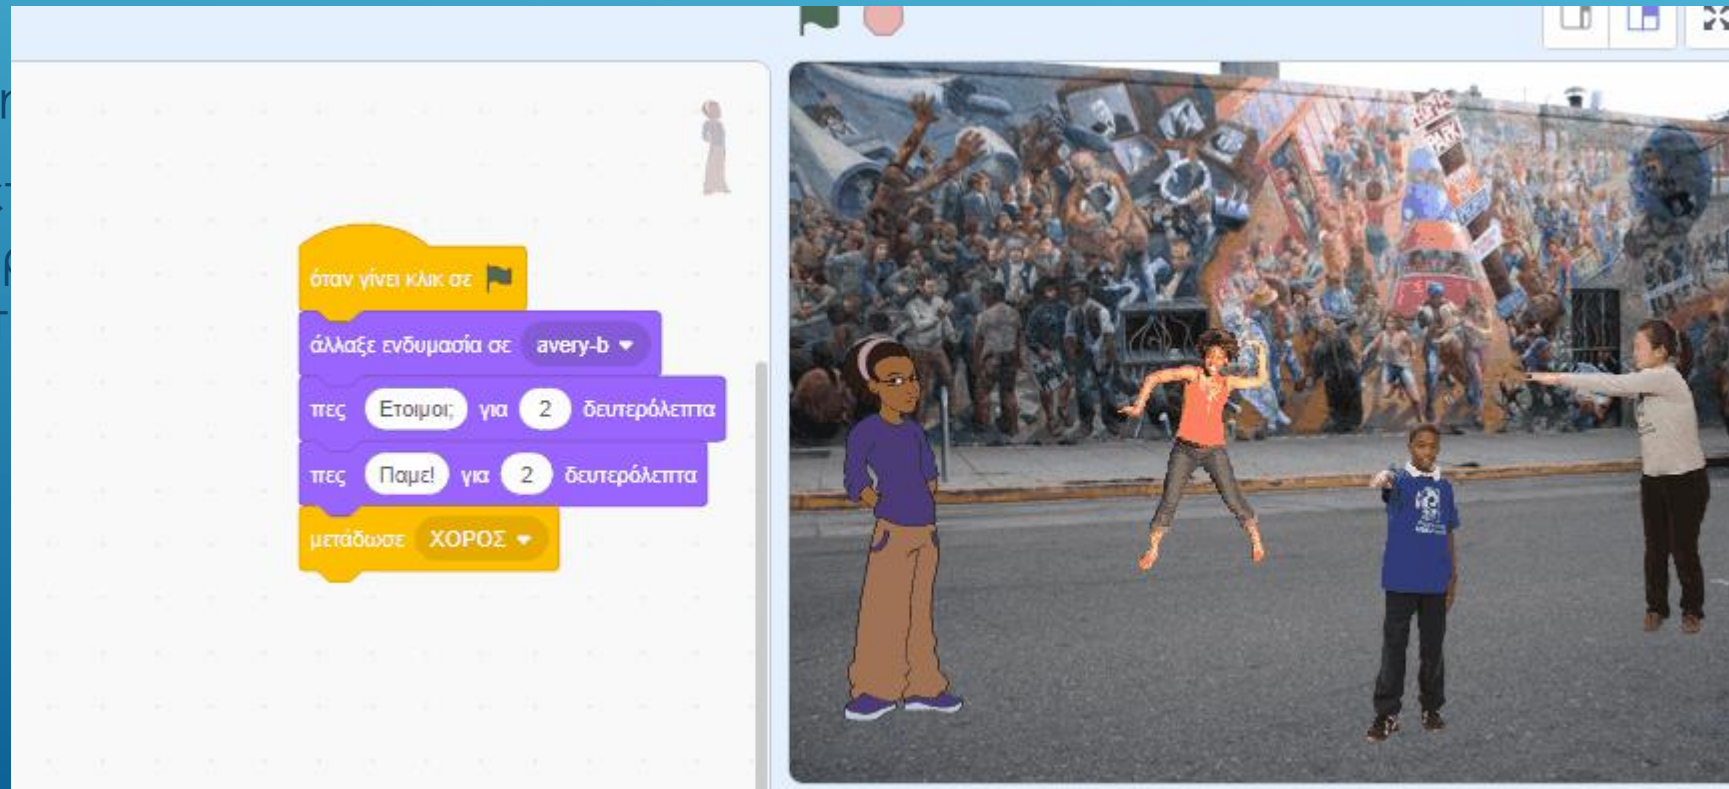 όταν γίνει κλικ σε
άλλαξε ενδυμασία σε avery-b
πες Ετοιμοι; για 2 δευτερόλεπτα
πες Παμε! για 2 δευτερόλεπτα
μετάδωσε ΧΟΡΟΣ